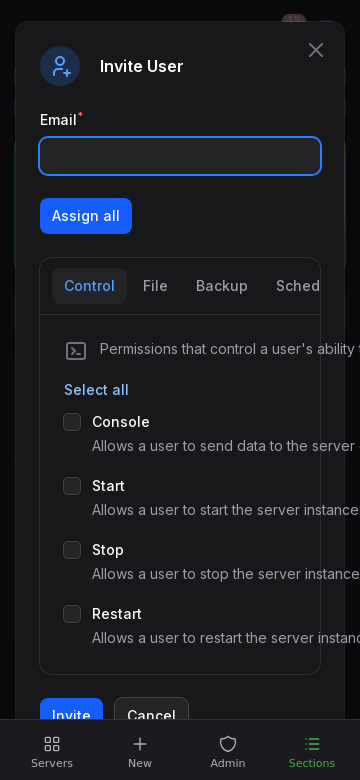 Invite User
Email*
Assign all
Control File Backup Sched
Permissions that control a user's ability
Select all
Console
Allows a user to send data to the server
Start
Allows a user to start the server instance
Stop
Allows a user to stop the server instance
Restart
Allows a user to restart the server
Invite Cancel
Servers New Admin Sections